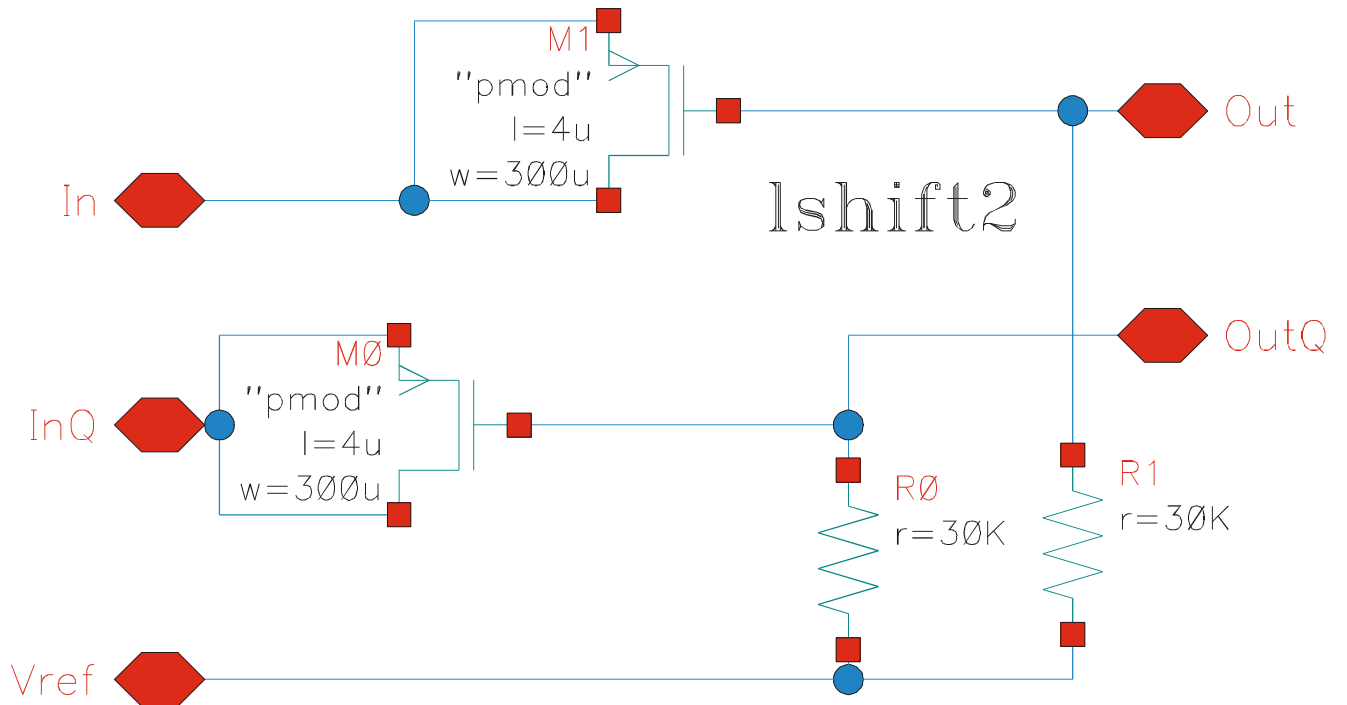 M1
"pmod"
l=4u
w=300u
Out
In
lshift2
M0
"pmod"
l=4u
w=300u
OutQ
InQ
R0
r=30K
R1
r=30K
Vref